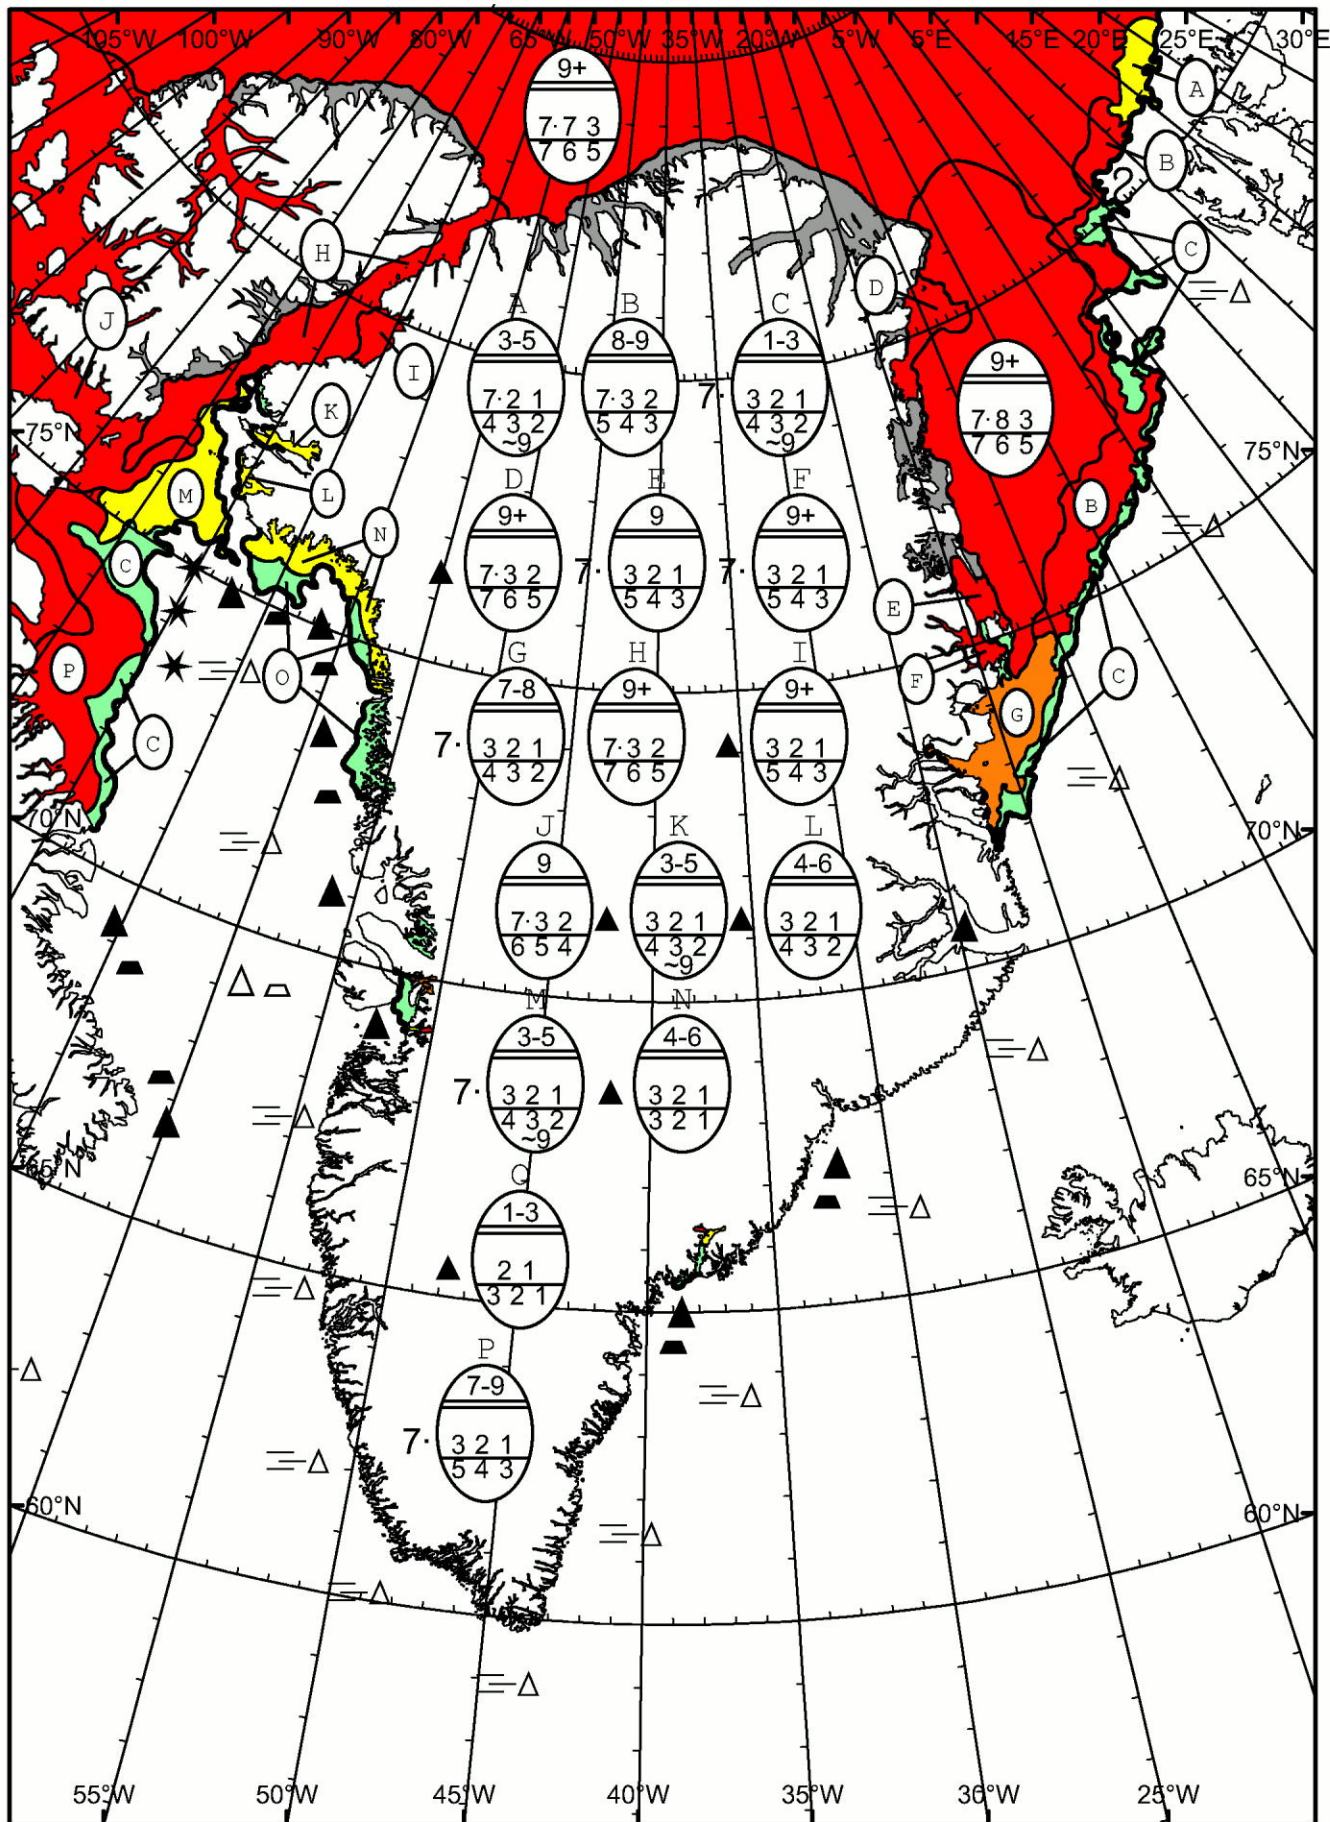 105°W 100°W 90°W 80°W 65°W 50°W 35°W 20°W 5°W 5°E 15°E 20°E 25°E 30°E
9+
7· 7 3
7 6 5
A
B
C
H
D
J
I
K
A B C
3-5 8-9 1-3
7· 2 1 7· 3 2 7· 3 2 1
4 3 2 5 4 3 4 3 2
~9 ~9
9+
7· 8 3
7 6 5
75°N 75°N
M
L
B
N
C
D E F
9+ 9 9+
7· 3 2 7· 3 2 1 7· 3 2 1
7 6 5 5 4 3 5 4 3
E
P
O
F
C
G
C
G H I
7-8 9+ 9+
7· 3 2 1 7· 3 2 3 2 1
4 3 2 7 6 5 5 4 3
70°N 70°N
J K L
9 3-5 4-6
7· 3 2 3 2 1 3 2 1
6 5 4 4 3 2 4 3 2
~9
M N
3-5 4-6
7· 3 2 1 3 2 1
4 3 2 3 2 1
~9
65°N 65°N
Q
1-3
2 1
3 2 1
P
7-9
7· 3 2 1
5 4 3
60°N 60°N
55°W 50°W 45°W 40°W 35°W 30°W 25°W